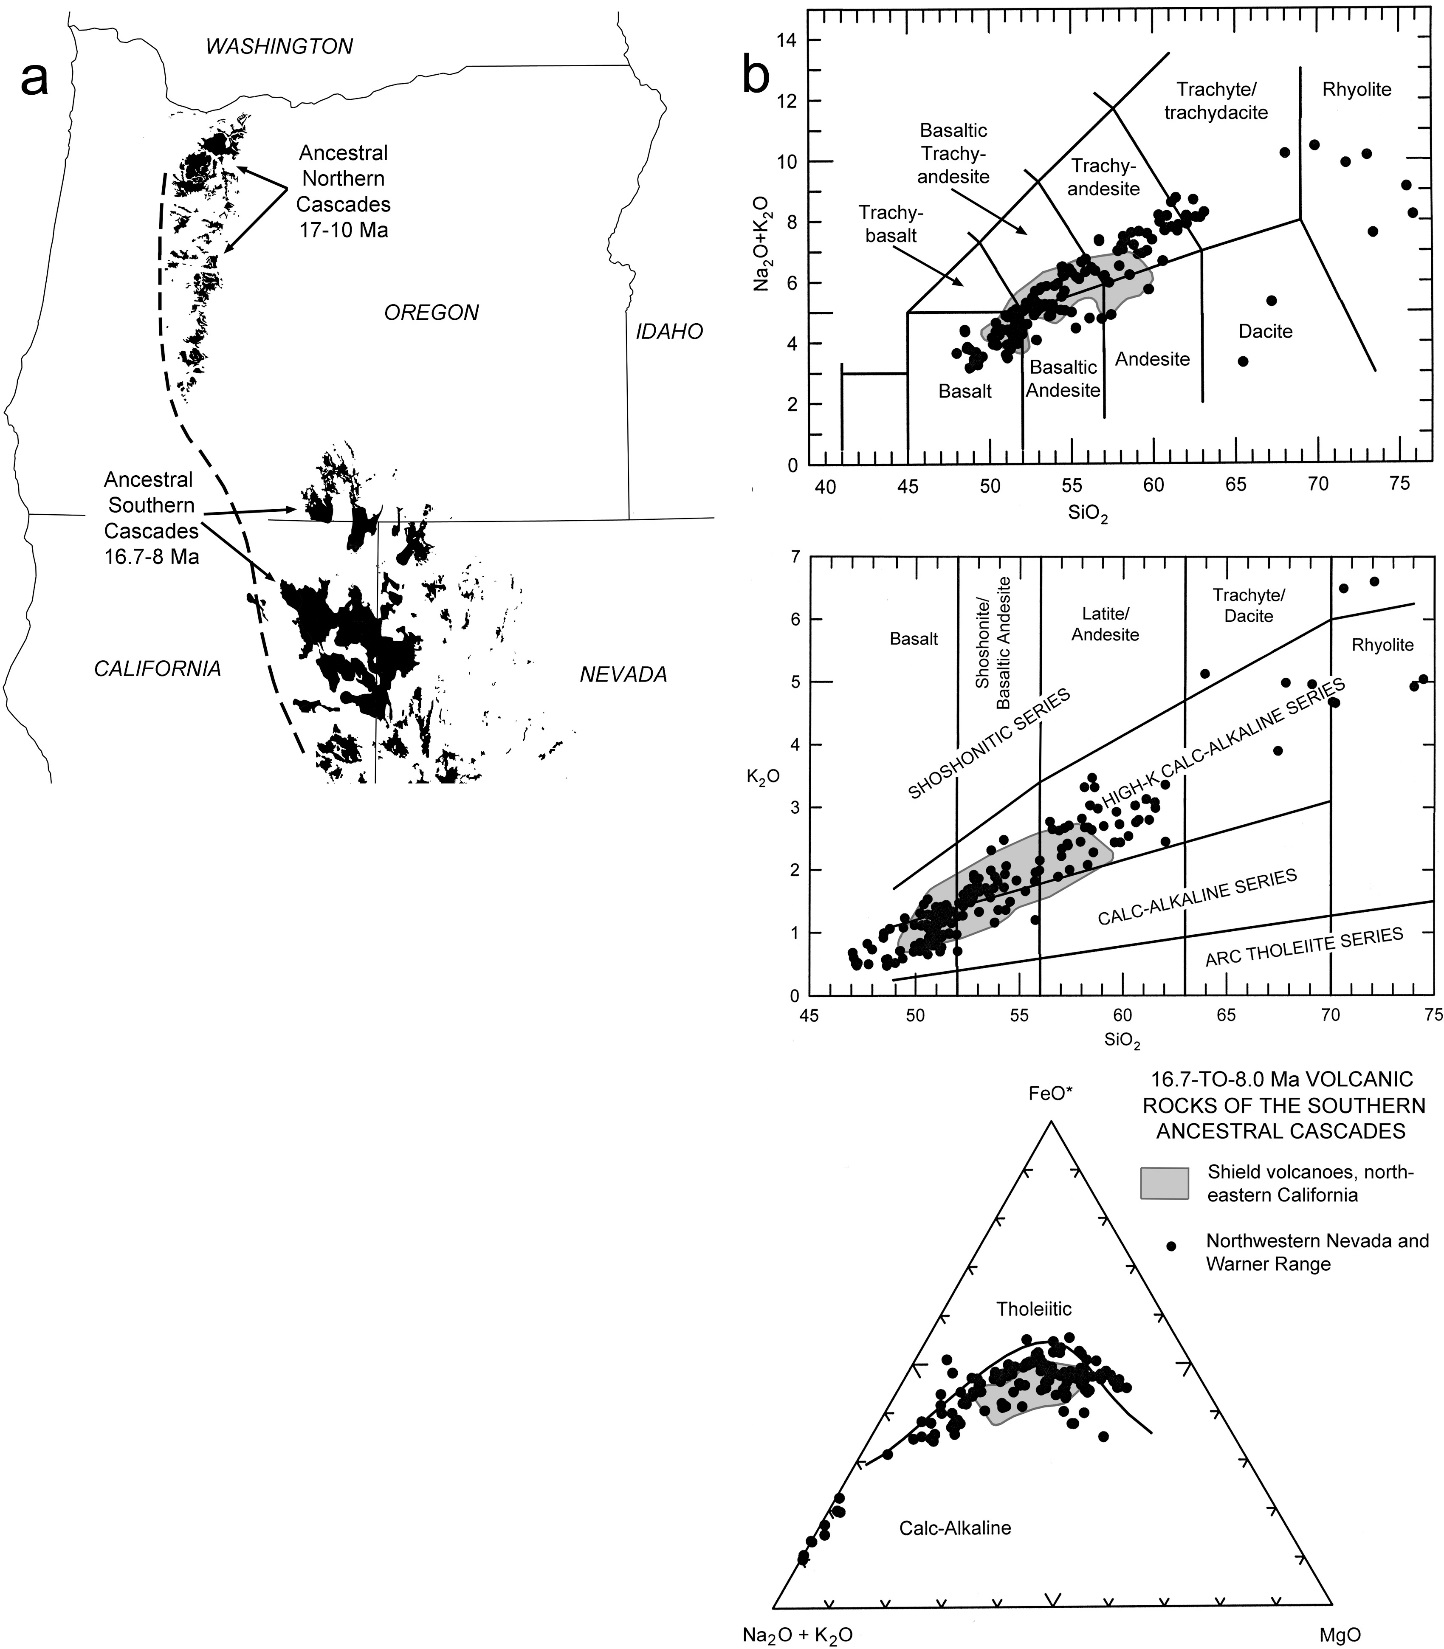 a
WASHINGTON
Ancestral
Northern
Cascades
17-10 Ma
OREGON
IDAHO
Ancestral
Southern
Cascades
16.7-8 Ma
CALIFORNIA
NEVADA
b
14
12
10
8
6
4
2
0
Na2O+K2O
Trachyte/
trachydacite
Rhyolite
Basaltic
Trachy-
andesite
Trachy-
andesite
Trachy-
basalt
Basalt
Basaltic
Andesite
Andesite
Dacite
40 45 50 55 60 65 70 75
SiO2
7
6
5
4
3
2
1
0
K2O
Basalt
Shoshonite/
Basaltic Andesite
Latite/
Andesite
Trachyte/
Dacite
Rhyolite
SHOSHONITIC SERIES
HIGH-K CALC-ALKALINE SERIES
CALC-ALKALINE SERIES
ARC THOLEIITE SERIES
45 50 55 60 65 70 75
SiO2
16.7-TO-8.0 Ma VOLCANIC
ROCKS OF THE SOUTHERN
ANCESTRAL CASCADES
Shield volcanoes, north-
eastern California
Northwestern Nevada and
Warner Range
FeO*
Tholeiitic
Calc-Alkaline
Na2O + K2O
MgO